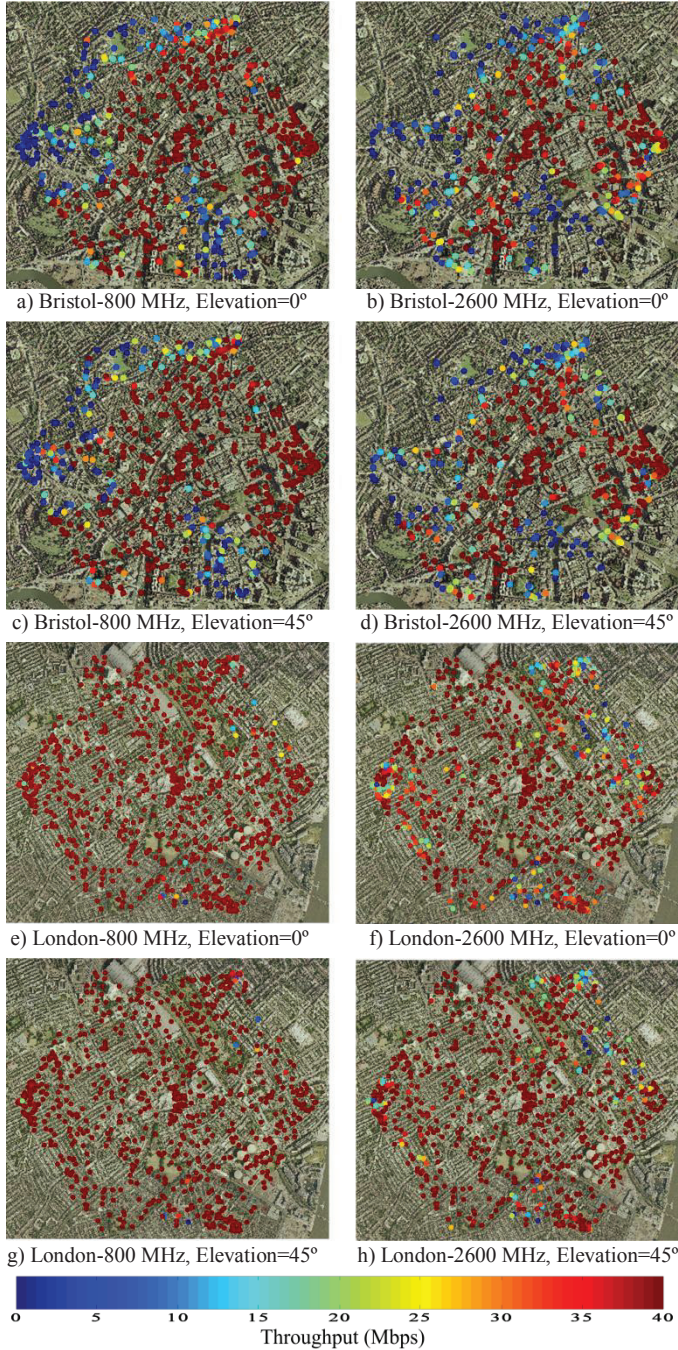 a) Bristol-800 MHz, Elevation=0º
b) Bristol-2600 MHz, Elevation=0º
c) Bristol-800 MHz, Elevation=45º
d) Bristol-2600 MHz, Elevation=45º
e) London-800 MHz, Elevation=0º
f) London-2600 MHz, Elevation=0º
g) London-800 MHz, Elevation=45º
h) London-2600 MHz, Elevation=45º
0 5 10 15 20 25 30 35 40
Throughput (Mbps)